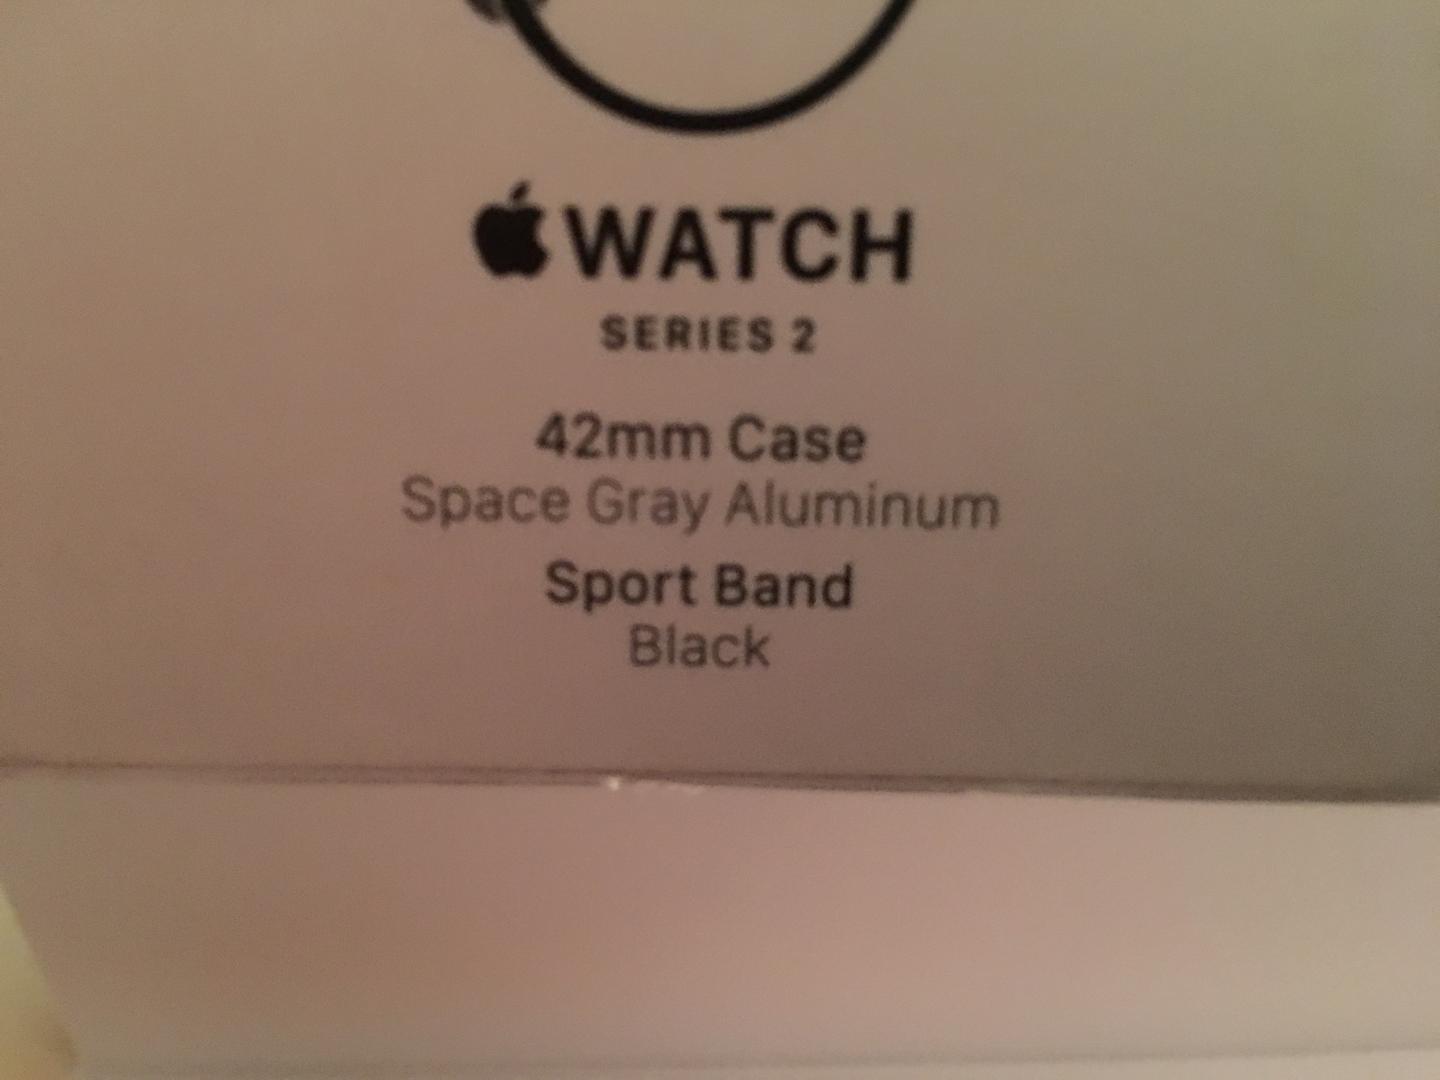 WATCH
SERIES 2
42mm Case
Space Gray Aluminum
Sport Band
Black